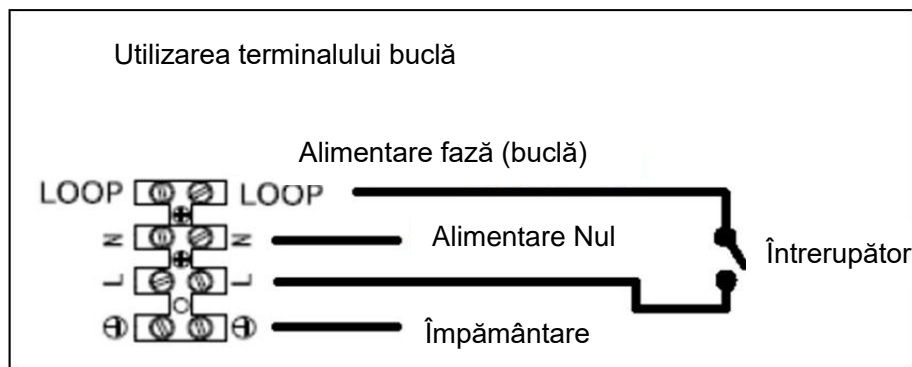 Utilizarea terminalului buclă
Alimentare fază (buclă)
LOOP LOOP
N N Alimentare Nul
Întrerupător
L L
Împământare